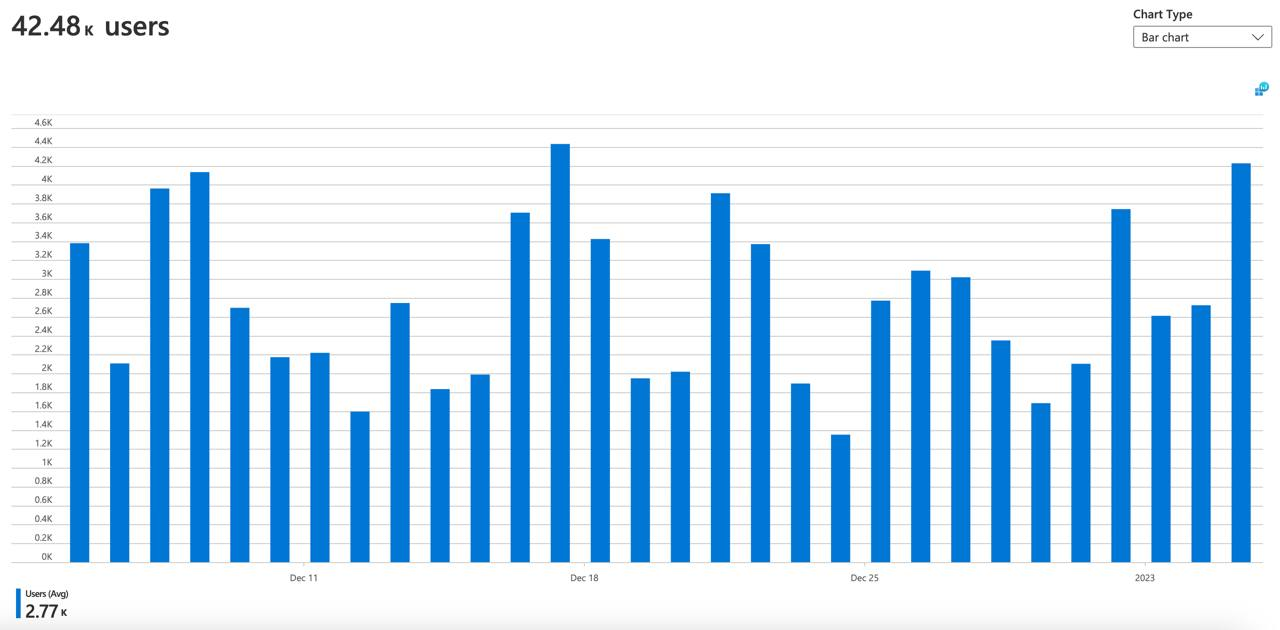 42.48 K users
Chart Type
Bar chart
4.6K
4.4K
4.2K
4K
3.8K
3.6K
3.4K
3.2K
3K
2.8K
2.6K
2.4K
2.2K
2K
1.8K
1.6K
1.4K
1.2K
1K
0.8K
0.6K
0.4K
0.2K
0K
Dec 11 Dec 18 Dec 25 2023
Users (Avg)
2.77 K